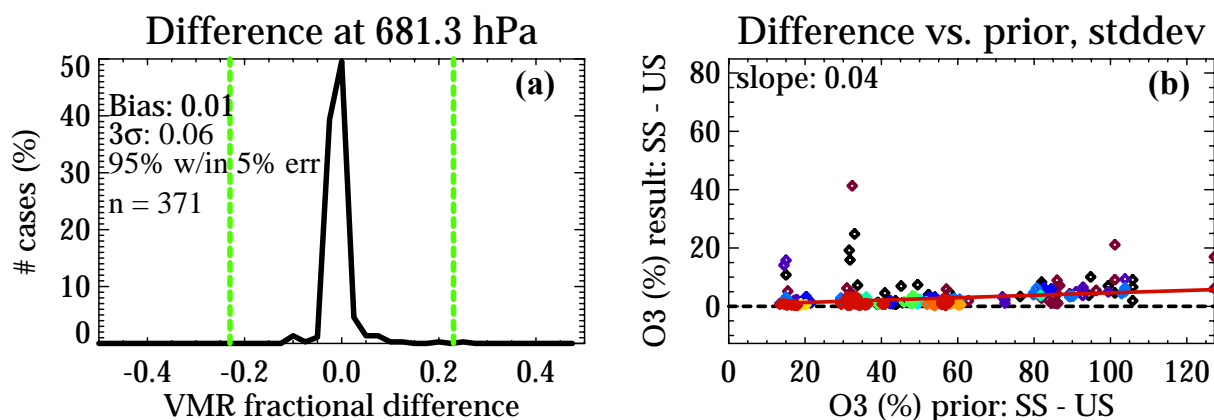 Difference at 681.3 hPa
(a)
Bias: 0.01
3σ: 0.06
95% w/in 5% err
n = 371
# cases (%)
50
40
30
20
10
0
-0.4 -0.2 0.0 0.2 0.4
VMR fractional difference
Difference vs. prior, stddev
slope: 0.04
(b)
O3 (%) result: SS - US
80
60
40
20
0
0 20 40 60 80 100 120
O3 (%) prior: SS - US